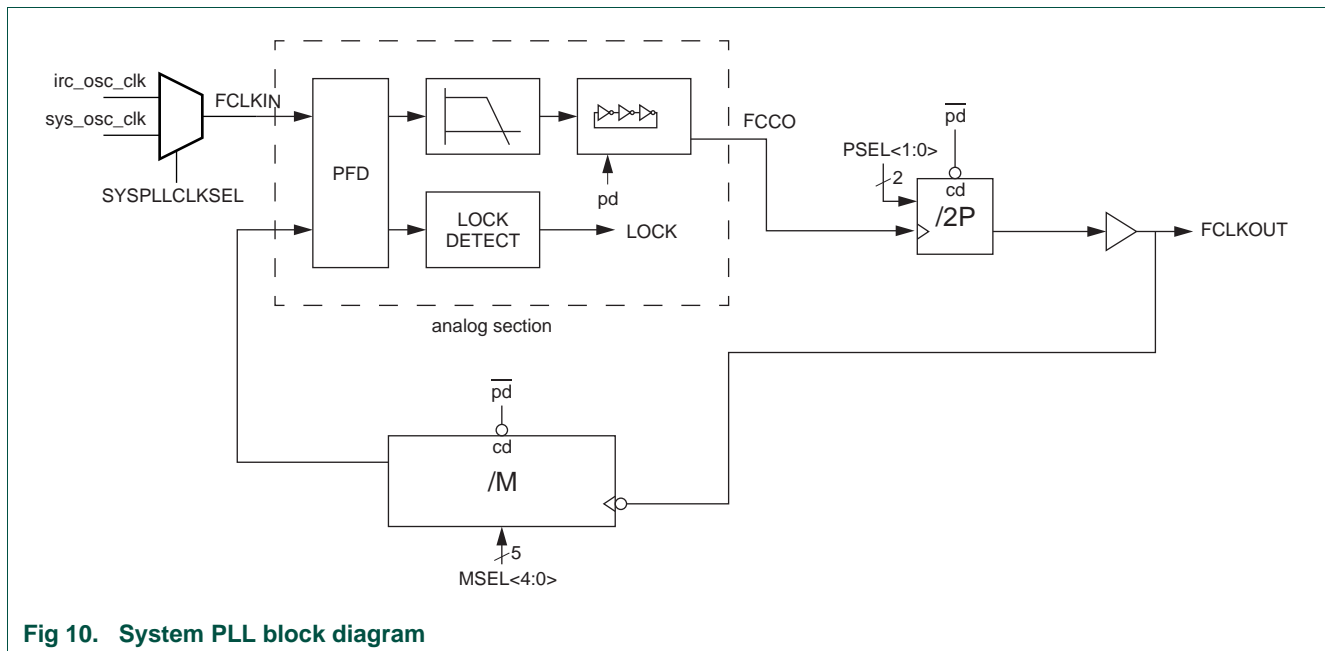 irc_osc_clk
sys_osc_clk
FCLKIN
SYSPLLCLKSEL
PFD
pd
FCCO
LOCK
DETECT
LOCK
analog section
pd
PSEL<1:0>
2
cd
/2P
FCLKOUT
pd
cd
/M
5
MSEL<4:0>
Fig 10. System PLL block diagram